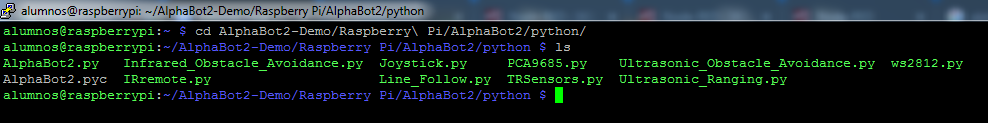 alumnos@raspberrypi: ~/AlphaBot2-Demo/Raspberry Pi/AlphaBot2/python
alumnos@raspberrypi:~ $ cd AlphaBot2-Demo/Raspberry\ Pi/AlphaBot2/python/
alumnos@raspberrypi:~/AlphaBot2-Demo/Raspberry Pi/AlphaBot2/python $ ls
AlphaBot2.py Infrared_Obstacle_Avoidance.py Joystick.py PCA9685.py Ultrasonic_Obstacle_Avoidance.py ws2812.py
AlphaBot2.pyc IRremote.py Line_Follow.py TRSensors.py Ultrasonic_Ranging.py
alumnos@raspberrypi:~/AlphaBot2-Demo/Raspberry Pi/AlphaBot2/python $